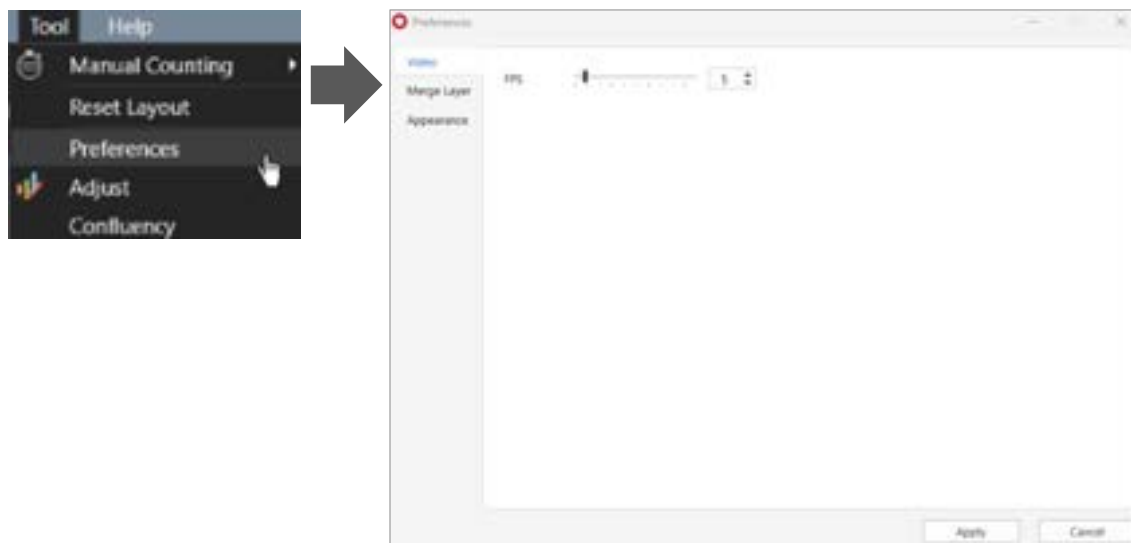 Tool Help
Manual Counting
Reset Layout
Preferences
Adjust
Confluency
Preferences
Video
FPS 5
Merge Layer
Appearance
Apply Cancel